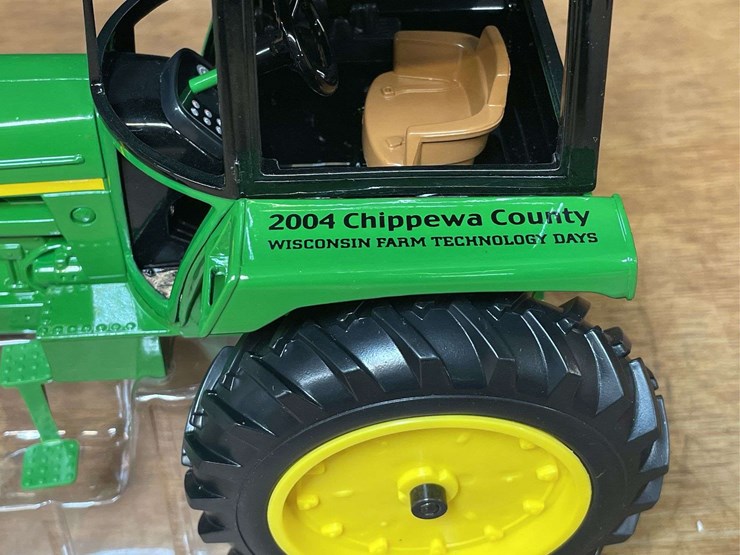 2004 Chippewa County
WISCONSIN FARM TECHNOLOGY DAYS